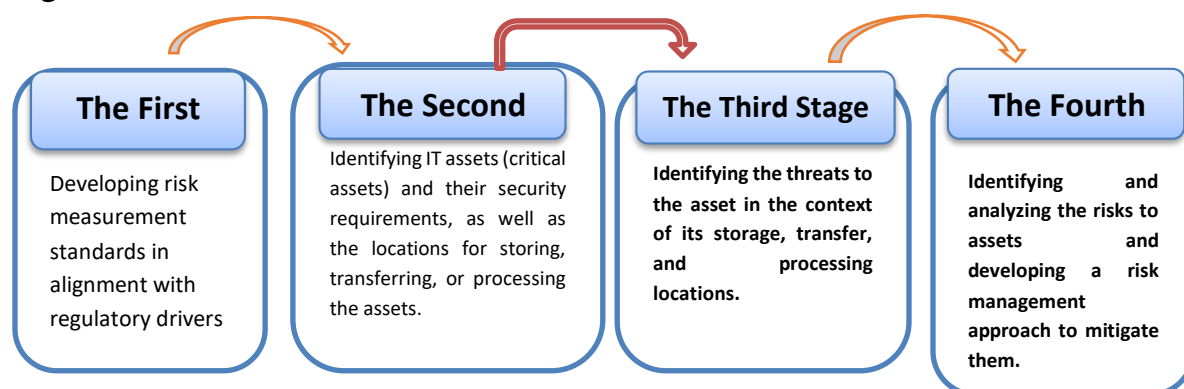 The First
Developing risk
measurement
standards in
alignment with
regulatory drivers
The Second
Identifying IT assets (critical
assets) and their security
requirements, as well as
the locations for storing,
transferring, or processing
the assets.
The Third Stage
Identifying the threats to
the asset in the context
of its storage, transfer,
and processing
locations.
The Fourth
Identifying and
analyzing the risks to
assets and
developing a risk
management
approach to mitigate
them.